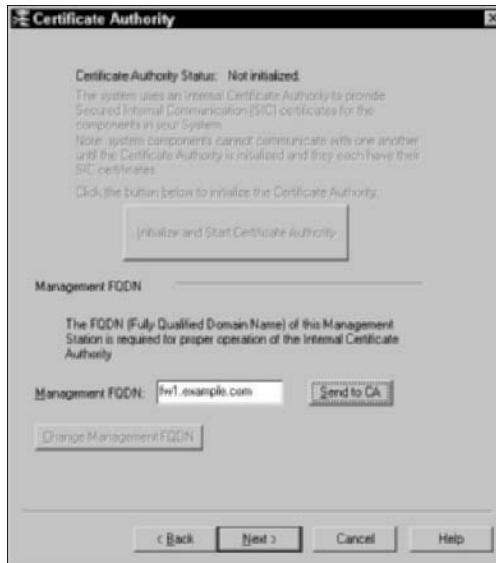 Certificate Authority
Certificate Authority Status: Not initialized.
The system uses an Internal Certificate Authority to provide
Secured Internal Communication (SIC) certificates for the
components in your System.
Note: system components cannot communicate with one another
until the Certificate Authority is initialized and they each have their
SIC certificates.
Click the button below to initialize the Certificate Authority.
Initialize and Start Certificate Authority
Management FQDN
The FQDN (Fully Qualified Domain Name) of this Management
Station is required for proper operation of the Internal Certificate
Authority
Management FQDN: fw1.example.com Send to CA
Change Management FQDN
< Back Next > Cancel Help